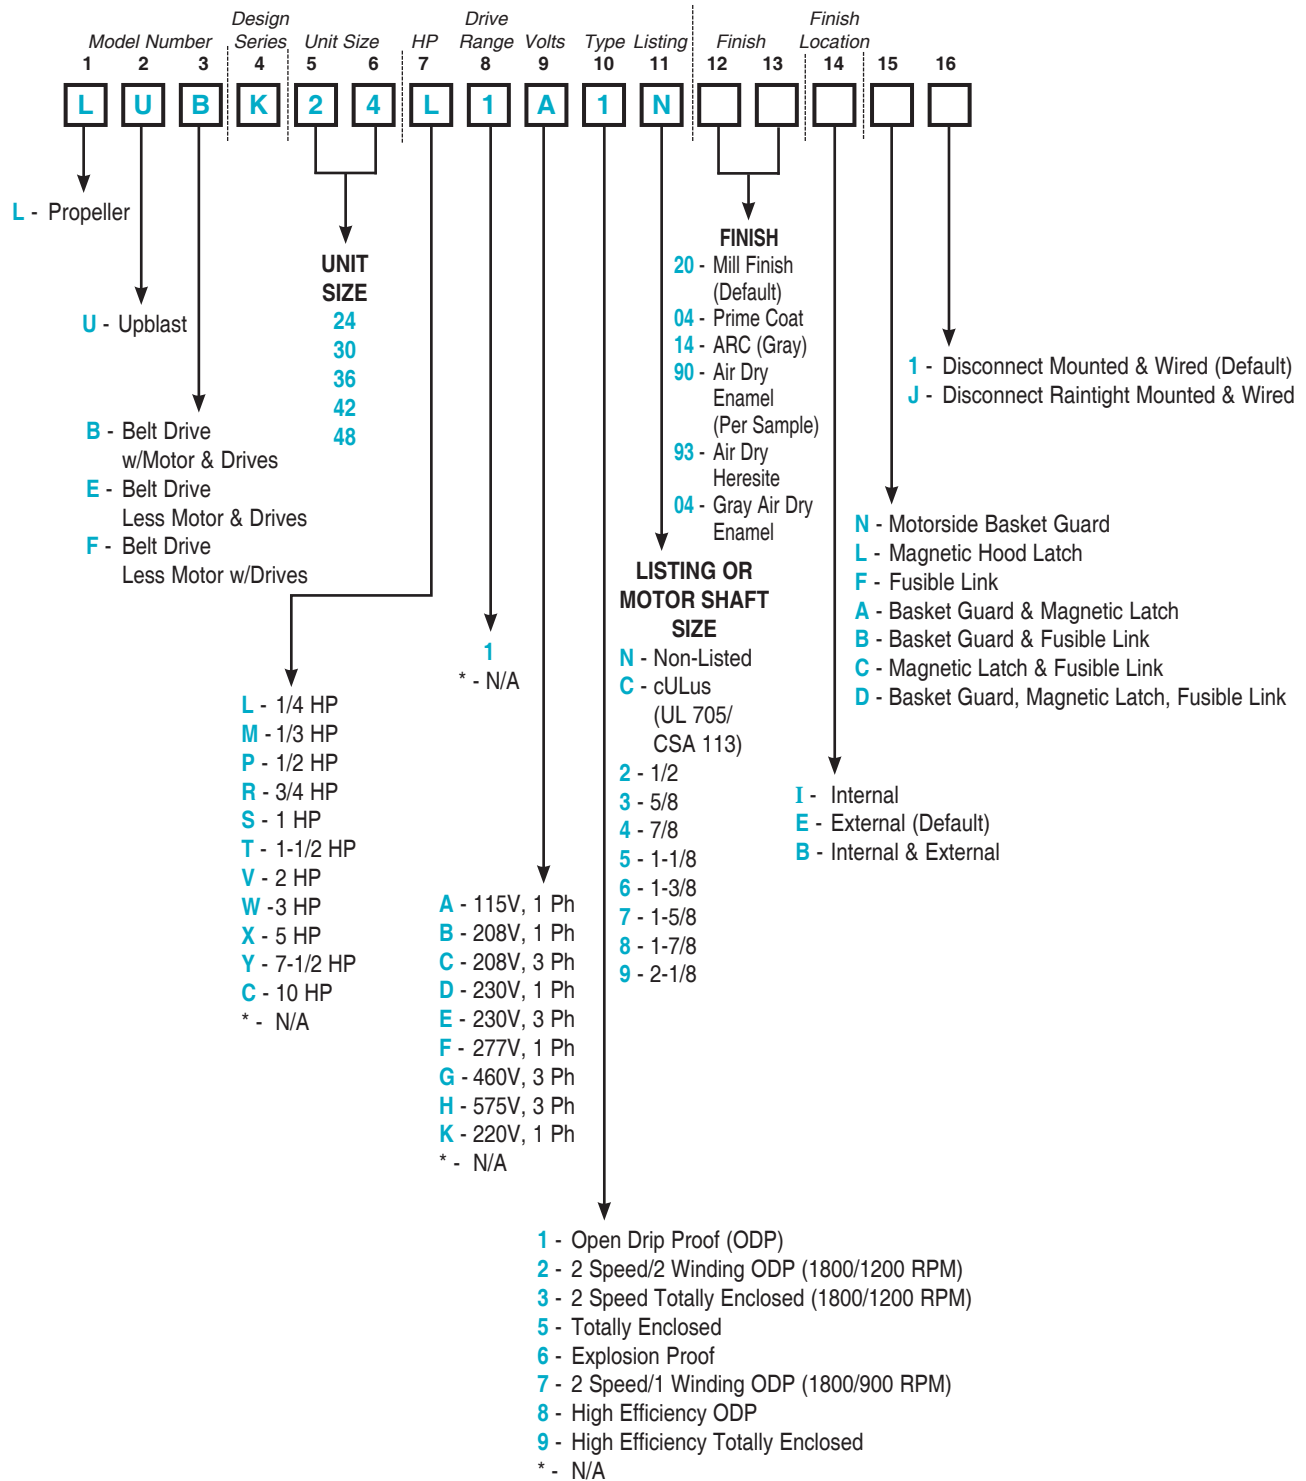 Model Number
Design Series
Unit Size
HP
Drive Range
Volts
Type
Listing
Finish
Finish Location
1 2 3 4 5 6 7 8 9 10 11 12 13 14 15 16
L U B K 2 4 L 1 A 1 N
L - Propeller
U - Upblast
B - Belt Drive
w/Motor & Drives
E - Belt Drive
Less Motor & Drives
F - Belt Drive
Less Motor w/Drives
UNIT
SIZE
24
30
36
42
48
L - 1/4 HP
M - 1/3 HP
P - 1/2 HP
R - 3/4 HP
S - 1 HP
T - 1-1/2 HP
V - 2 HP
W -3 HP
X - 5 HP
Y - 7-1/2 HP
C - 10 HP
* - N/A
1
* - N/A
A - 115V, 1 Ph
B - 208V, 1 Ph
C - 208V, 3 Ph
D - 230V, 1 Ph
E - 230V, 3 Ph
F - 277V, 1 Ph
G - 460V, 3 Ph
H - 575V, 3 Ph
K - 220V, 1 Ph
* - N/A
1 - Open Drip Proof (ODP)
2 - 2 Speed/2 Winding ODP (1800/1200 RPM)
3 - 2 Speed Totally Enclosed (1800/1200 RPM)
5 - Totally Enclosed
6 - Explosion Proof
7 - 2 Speed/1 Winding ODP (1800/900 RPM)
8 - High Efficiency ODP
9 - High Efficiency Totally Enclosed
* - N/A
LISTING OR
MOTOR SHAFT
SIZE
N - Non-Listed
C - cULus
(UL 705/
CSA 113)
2 - 1/2
3 - 5/8
4 - 7/8
5 - 1-1/8
6 - 1-3/8
7 - 1-5/8
8 - 1-7/8
9 - 2-1/8
FINISH
20 - Mill Finish
(Default)
04 - Prime Coat
14 - ARC (Gray)
90 - Air Dry
Enamel
(Per Sample)
93 - Air Dry
Heresite
04 - Gray Air Dry
Enamel
I - Internal
E - External (Default)
B - Internal & External
N - Motorside Basket Guard
L - Magnetic Hood Latch
F - Fusible Link
A - Basket Guard & Magnetic Latch
B - Basket Guard & Fusible Link
C - Magnetic Latch & Fusible Link
D - Basket Guard, Magnetic Latch, Fusible Link
1 - Disconnect Mounted & Wired (Default)
J - Disconnect Raintight Mounted & Wired